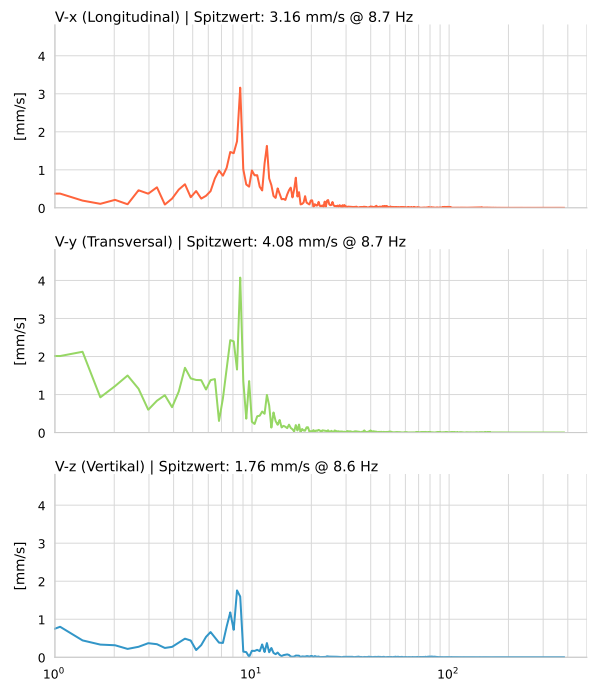 V-x (Longitudinal) | Spitzwert: 3.16 mm/s @ 8.7 Hz
4
3
2
1
0
[mm/s]
V-y (Transversal) | Spitzwert: 4.08 mm/s @ 8.7 Hz
4
3
2
1
0
[mm/s]
V-z (Vertikal) | Spitzwert: 1.76 mm/s @ 8.6 Hz
4
3
2
1
0
[mm/s]
10⁰ 10¹ 10²